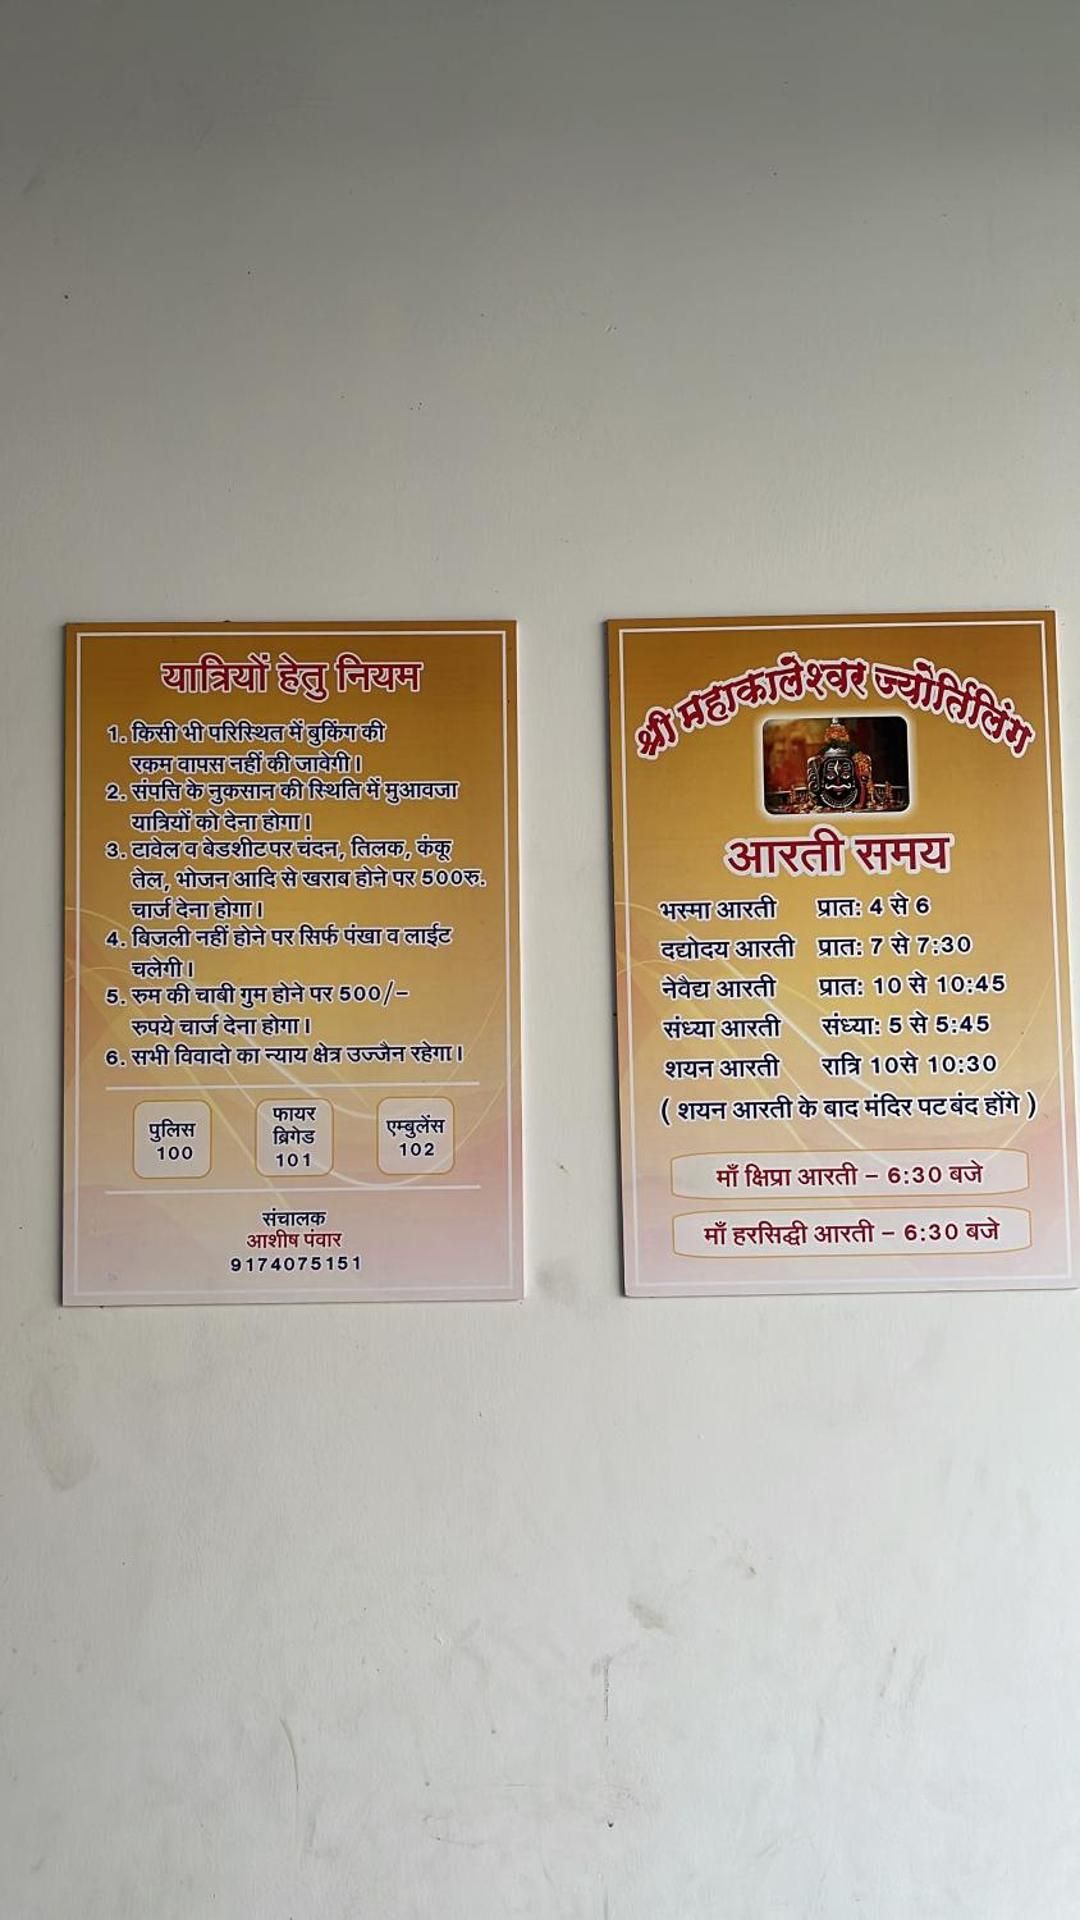 यात्रियों हेतु नियम
1. किसी भी परिस्थित में बुकिंग की
रकम वापस नहीं की जावेगी।
2. संपत्ति के नुकसान की स्थिति में मुआवजा
यात्रियों को देना होगा।
3. टावेल व बेडशीट पर चंदन, तिलक, कंकू
तेल, भोजन आदि से खराब होने पर 500रु.
चार्ज देना होगा।
4. बिजली नहीं होने पर सिर्फ पंखा व लाईट
चलेगी।
5. रुम की चाबी गुम होने पर 500/-
रुपये चार्ज देना होगा।
6. सभी विवादो का न्याय क्षेत्र उज्जैन रहेगा।
पुलिस
100
फायर
ब्रिगेड
101
एम्बुलेंस
102
संचालक
आशीष पंवार
9174075151
श्री महाकालेश्वर ज्योर्तिलिंग
आरती समय
भस्मा आरती प्रात: 4 से 6
दद्योदय आरती प्रात: 7 से 7:30
नेवैद्य आरती प्रात: 10 से 10:45
संध्या आरती संध्या: 5 से 5:45
शयन आरती रात्रि 10से 10:30
( शयन आरती के बाद मंदिर पट बंद होंगे )
माँ क्षिप्रा आरती – 6:30 बजे
माँ हरसिद्धी आरती – 6:30 बजे